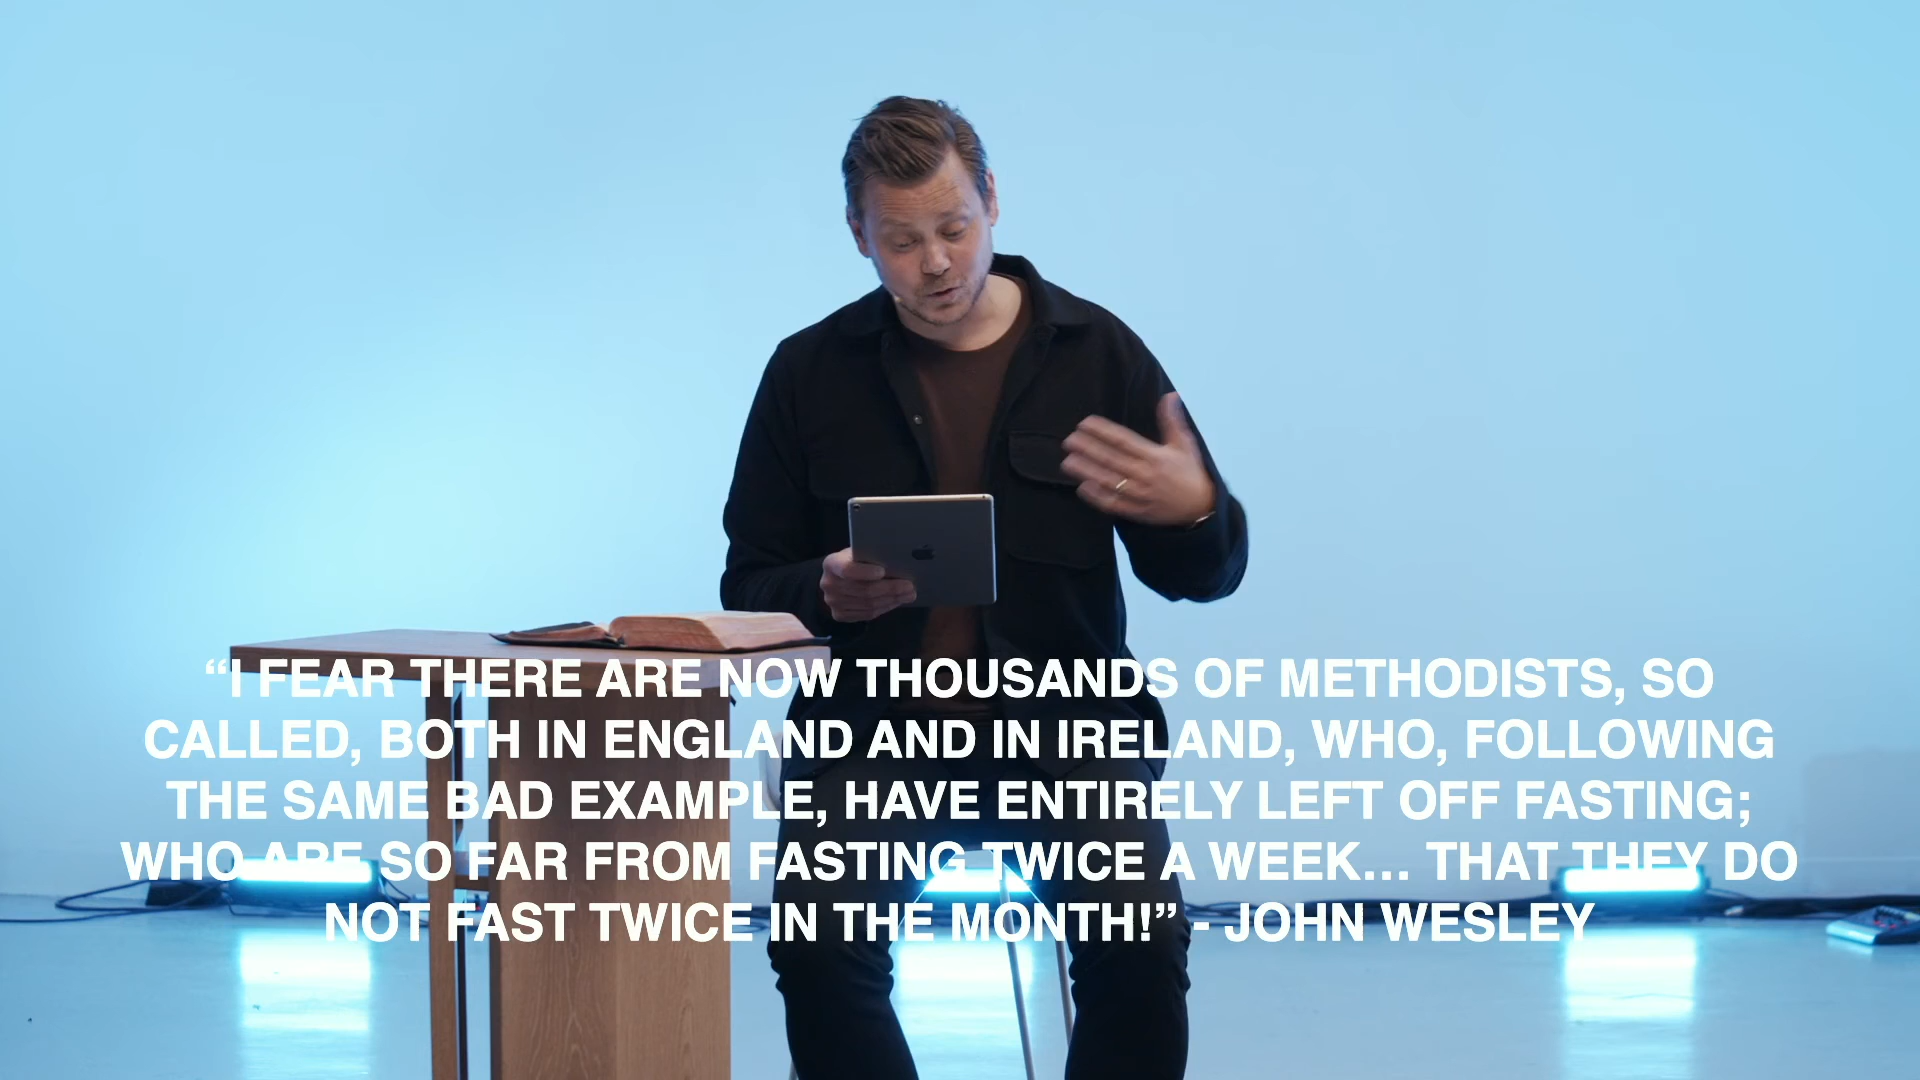 “I FEAR THERE ARE NOW THOUSANDS OF METHODISTS, SO
CALLED, BOTH IN ENGLAND AND IN IRELAND, WHO, FOLLOWING
THE SAME BAD EXAMPLE, HAVE ENTIRELY LEFT OFF FASTING;
WHO ARE SO FAR FROM FASTING TWICE A WEEK... THAT THEY DO
NOT FAST TWICE IN THE MONTH!” - JOHN WESLEY